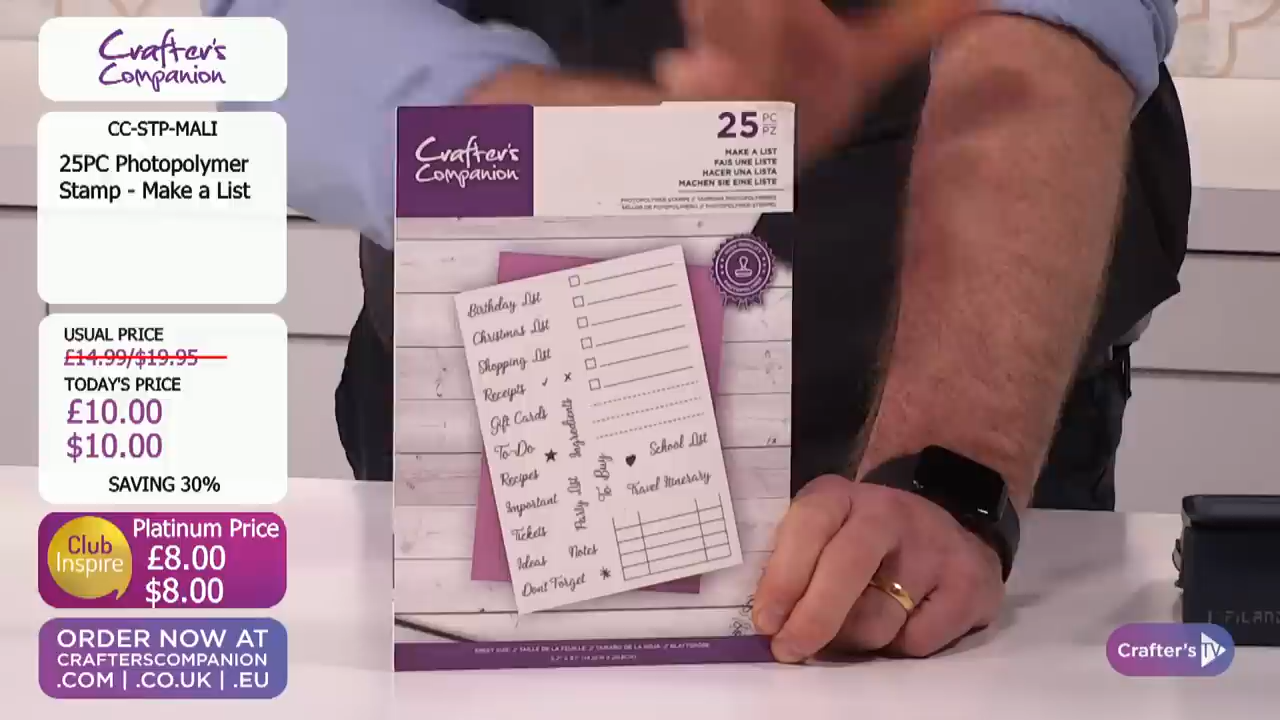 Crafter's
Companion
CC-STP-MALI
25PC Photopolymer
Stamp - Make a List
USUAL PRICE
£14.99/$19.95
TODAY'S PRICE
£10.00
$10.00
SAVING 30%
Club
Inspire
Platinum Price
£8.00
$8.00
ORDER NOW AT
CRAFTERSCOMPANION
.COM | .CO.UK | .EU
Crafter's
Companion
25 PC
PZ
MAKE A LIST
FAIS UNE LISTE
HACER UNA LISTA
MACHEN SIE EINE LISTE
Birthday List
Christmas List
Shopping List
Receipts
Gift Cards
To-Do
Recipes
Important
Tickets
Ideas
Don't Forget
Ingredients
Party List
To Buy
Notes
School List
Travel Itinerary
Crafter's TV